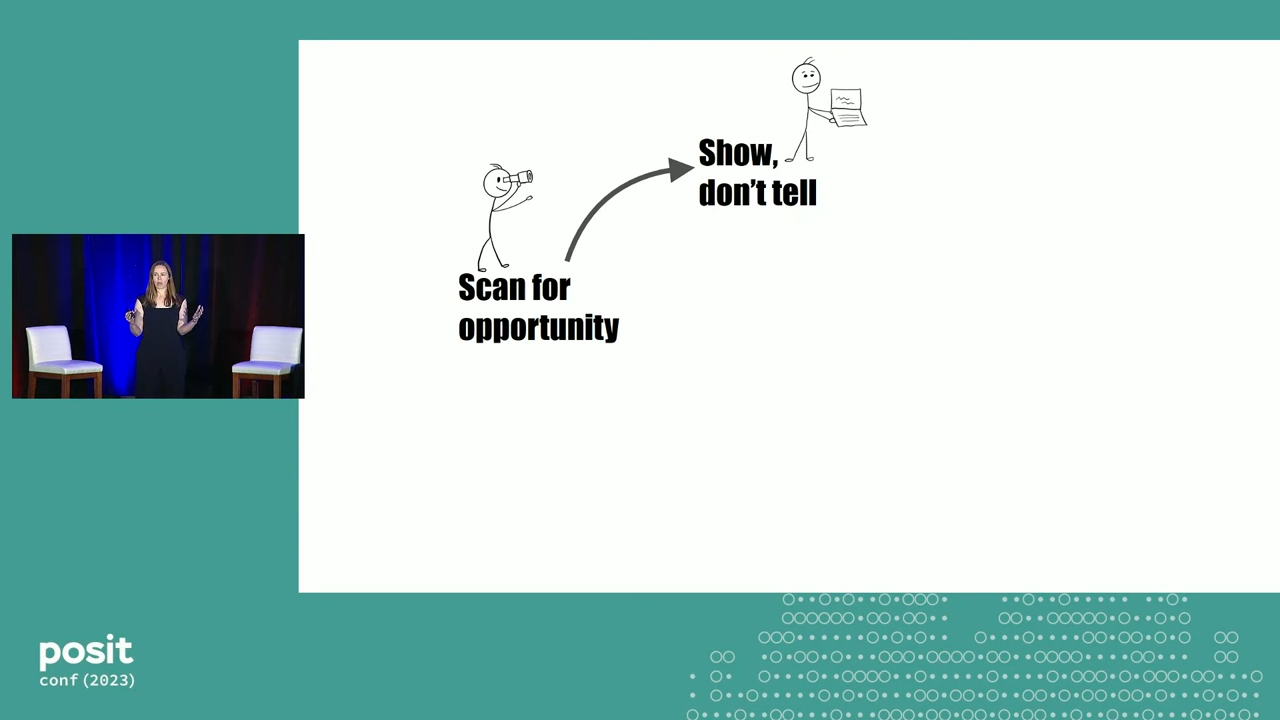 Show,
don't tell
Scan for
opportunity
posit
conf(2023)